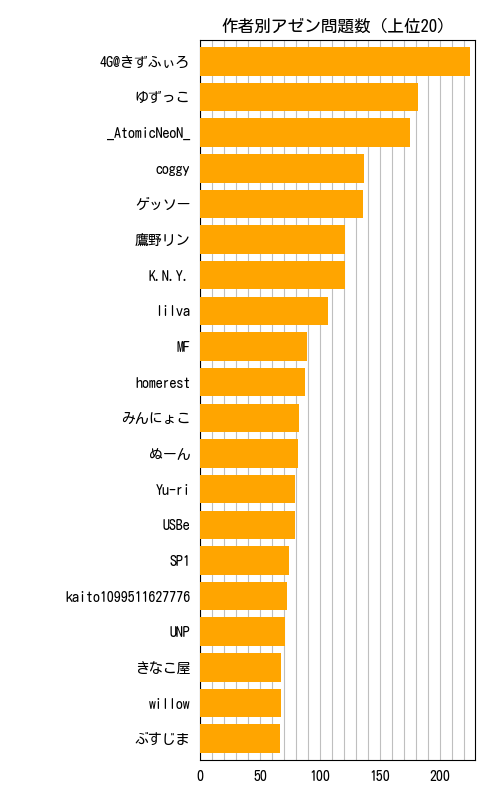 作者別アゼン問題数（上位20）
4G@きずふぃろ
ゆずっこ
_AtomicNeoN_
coggy
ゲッソー
鷹野リン
K.N.Y.
lilva
MF
homerest
みんにょこ
ぬーん
Yu-ri
USBe
SP1
kaito1099511627776
UNP
きなこ屋
willow
ぶすじま
0 50 100 150 200